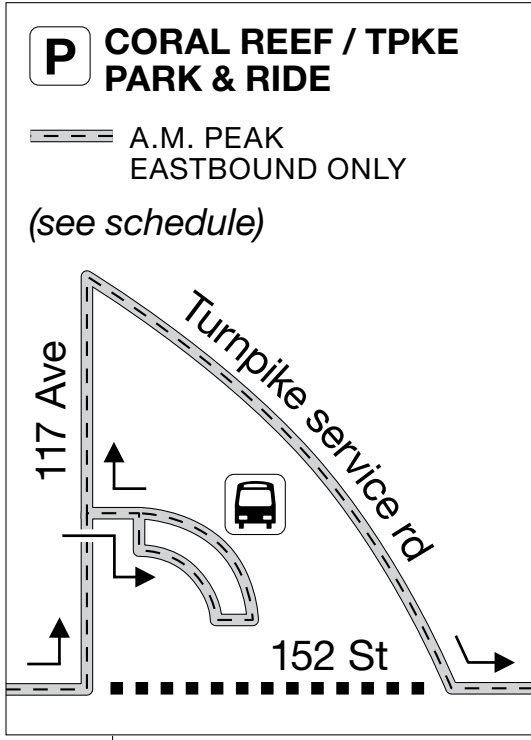 P
CORAL REEF / TPKE
PARK & RIDE
A.M. PEAK
EASTBOUND ONLY
(see schedule)
Turnpike service rd
117 Ave
152 St